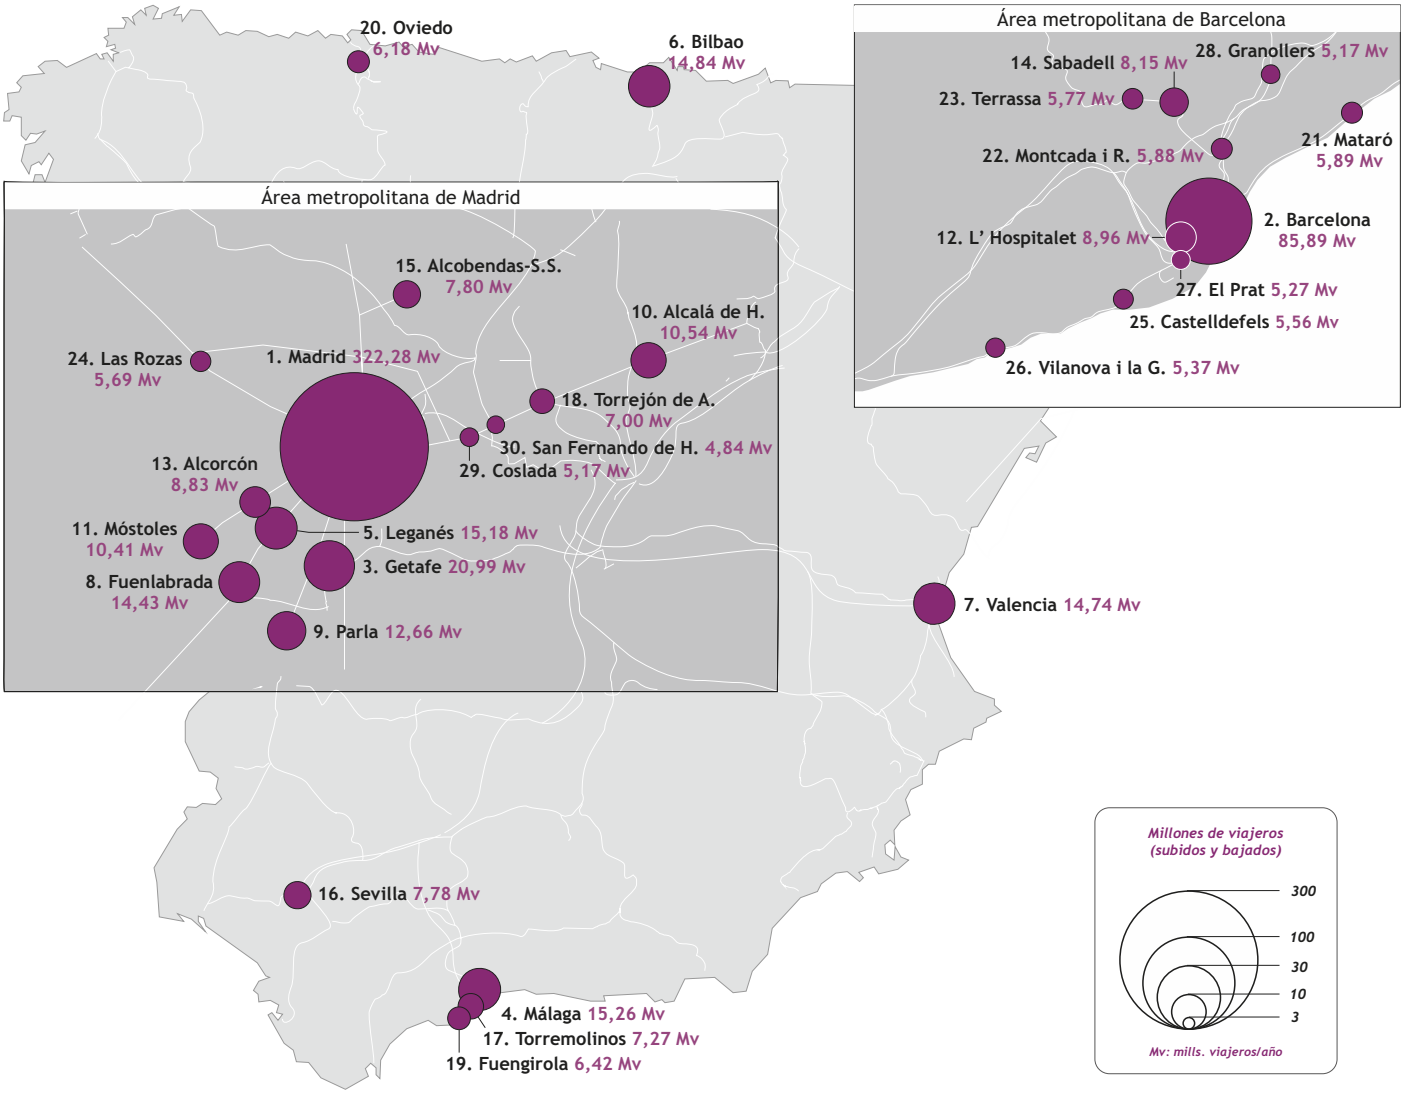 20. Oviedo
6,18 Mv
6. Bilbao
14,84 Mv
Área metropolitana de Barcelona
28. Granollers 5,17 Mv
14. Sabadell 8,15 Mv
23. Terrassa 5,77 Mv
21. Mataró
5,89 Mv
22. Montcada i R. 5,88 Mv
2. Barcelona
85,89 Mv
12. L’ Hospitalet 8,96 Mv
27. El Prat 5,27 Mv
25. Castelldefels 5,56 Mv
26. Vilanova i la G. 5,37 Mv
Área metropolitana de Madrid
15. Alcobendas-S.S.
7,80 Mv
10. Alcalá de H.
10,54 Mv
24. Las Rozas
5,69 Mv
1. Madrid 322,28 Mv
18. Torrejón de A.
7,00 Mv
30. San Fernando de H. 4,84 Mv
29. Coslada 5,17 Mv
13. Alcorcón
8,83 Mv
11. Móstoles
10,41 Mv
5. Leganés 15,18 Mv
3. Getafe 20,99 Mv
8. Fuenlabrada
14,43 Mv
9. Parla 12,66 Mv
7. Valencia 14,74 Mv
16. Sevilla 7,78 Mv
4. Málaga 15,26 Mv
17. Torremolinos 7,27 Mv
19. Fuengirola 6,42 Mv
Millones de viajeros
(subidos y bajados)
300
100
30
10
3
Mv: mills. viajeros/año